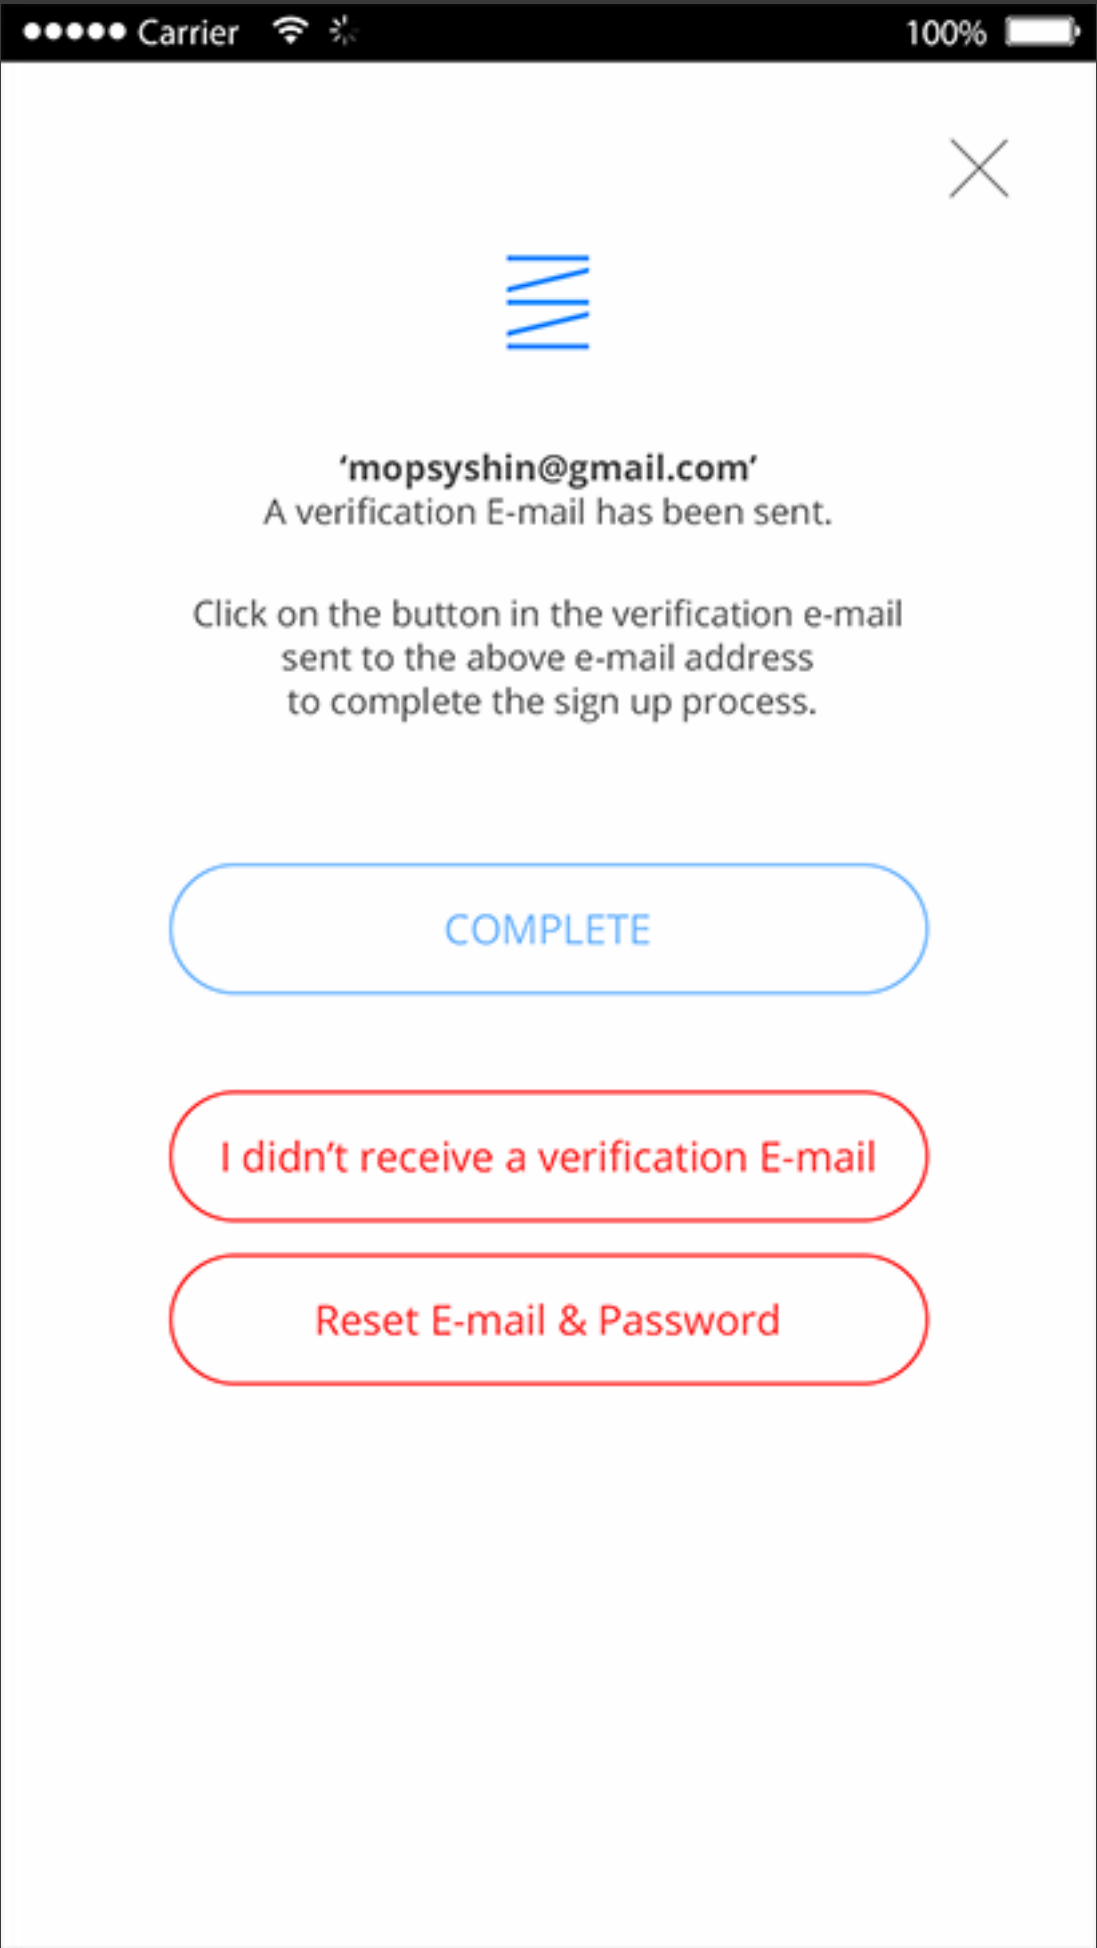 Carrier
100%
‘mopsyshin@gmail.com’
A verification E-mail has been sent.
Click on the button in the verification e-mail
sent to the above e-mail address
to complete the sign up process.
COMPLETE
I didn’t receive a verification E-mail
Reset E-mail & Password